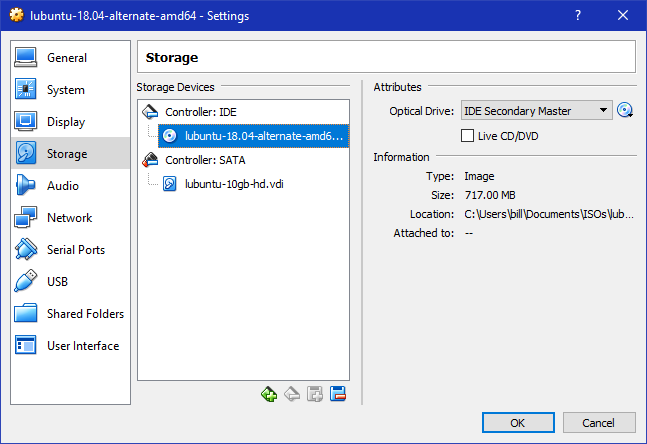 lubuntu-18.04-alternate-amd64 - Settings
General
System
Display
Storage
Audio
Network
Serial Ports
USB
Shared Folders
User Interface
Storage
Storage Devices
Controller: IDE
lubuntu-18.04-alternate-amd6...
Controller: SATA
lubuntu-10gb-hd.vdi
Attributes
Optical Drive: IDE Secondary Master
Live CD/DVD
Information
Type: Image
Size: 717.00 MB
Location: C:\Users\bill\Documents\ISOs\lub...
Attached to: --
OK
Cancel